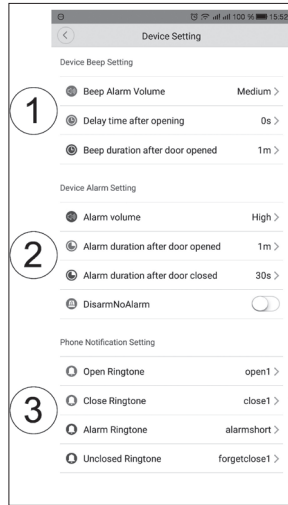 100 % 15:52
Device Setting
Device Beep Setting
Beep Alarm Volume Medium >
Delay time after opening 0s >
1
Beep duration after door opened 1m >
Device Alarm Setting
Alarm volume High >
Alarm duration after door opened 1m >
2
Alarm duration after door closed 30s >
DisarmNoAlarm
Phone Notification Setting
Open Ringtone open1 >
Close Ringtone close1 >
3
Alarm Ringtone alarmshort >
Unclosed Ringtone forgetclose1 >